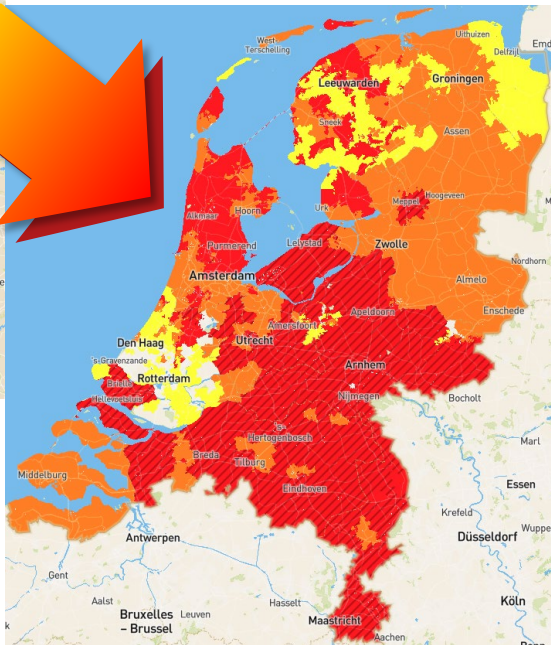 West
Terschelling
Uithuizen
Delfzijl
Emd
Leeuwarden
Groningen
Sneek
Assen
Urk
Meppel
Hoogeveen
Alkmaar
Hoorn
Purmerend
Lelystad
Zwolle
Nordhorn
Amsterdam
Almelo
Enschede
Apeldoorn
Amersfoort
Den Haag
Utrecht
's-Gravenzande
Rotterdam
Brielle
Hellevoetsluis
Arnhem
Nijmegen
Bocholt
Hertogenbosch
Marl
Breda
Tilburg
Middelburg
Eindhoven
Essen
Krefeld
Wuppe
Antwerpen
Düsseldorf
Gent
Aalst
Hasselt
Köln
Bruxelles
– Brussel
Leuven
Maastricht
Aachen